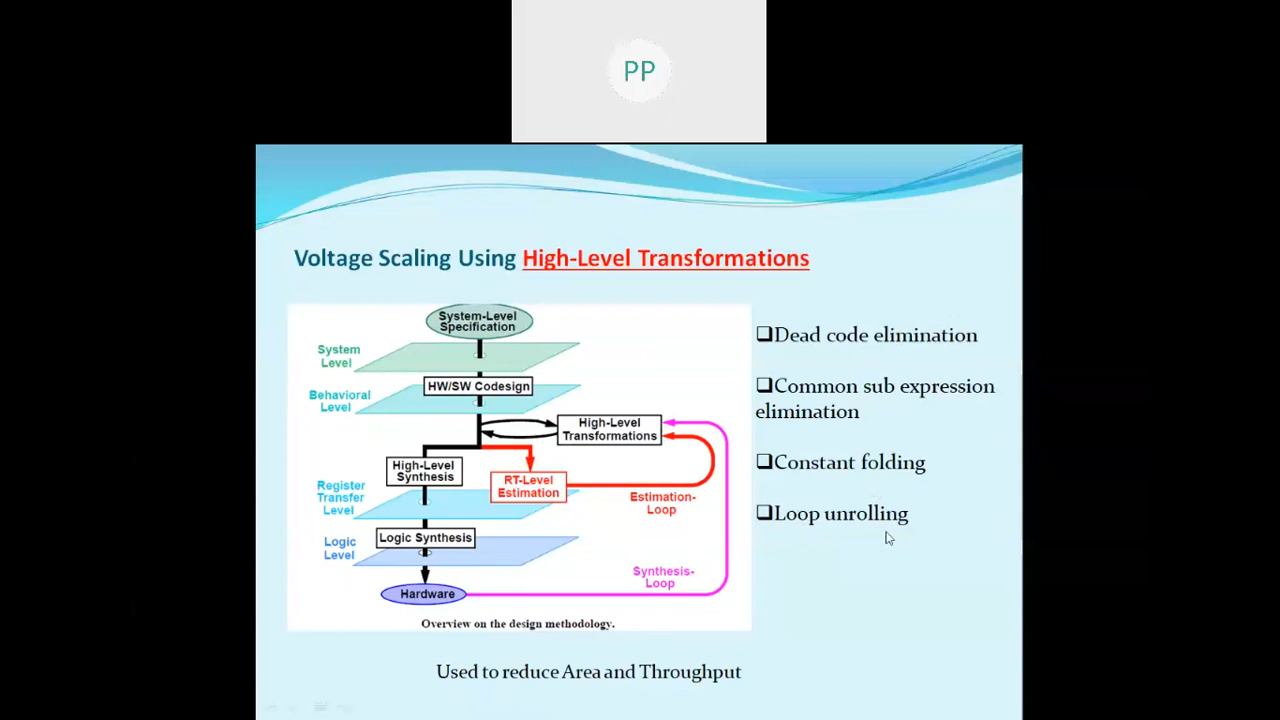 PP
Voltage Scaling Using High-Level Transformations
System-Level
Specification
System
Level
HW/SW Codesign
Behavioral
Level
High-Level
Transformations
High-Level
Synthesis
RT-Level
Estimation
Register
Transfer
Level
Estimation-
Loop
Logic Synthesis
Logic
Level
Synthesis-
Loop
Hardware
Overview on the design methodology.
❑Dead code elimination
❑Common sub expression
elimination
❑Constant folding
❑Loop unrolling
Used to reduce Area and Throughput